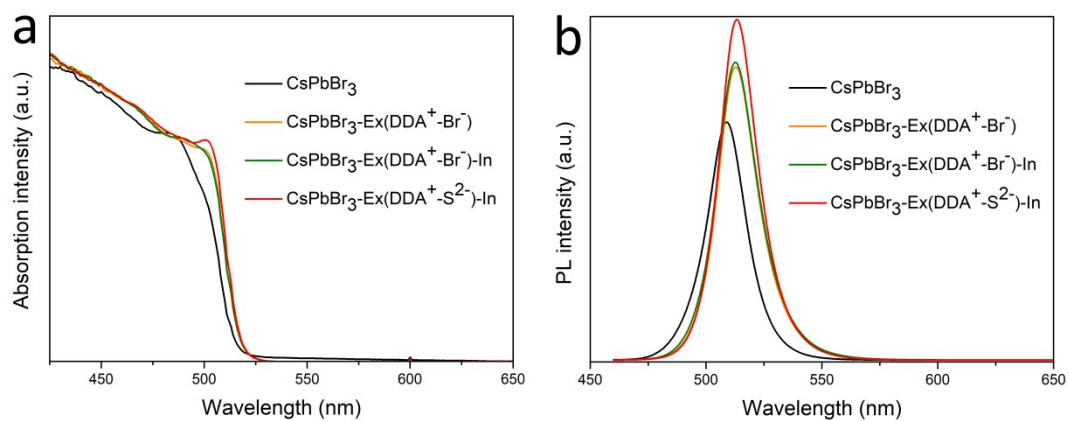 a
Absorption intensity (a.u.)
CsPbBr₃
CsPbBr₃-Ex(DDA⁺-Br⁻)
CsPbBr₃-Ex(DDA⁺-Br⁻)-In
CsPbBr₃-Ex(DDA⁺-S²⁻)-In
450 500 550 600 650
Wavelength (nm)
b
PL intensity (a.u.)
CsPbBr₃
CsPbBr₃-Ex(DDA⁺-Br⁻)
CsPbBr₃-Ex(DDA⁺-Br⁻)-In
CsPbBr₃-Ex(DDA⁺-S²⁻)-In
450 500 550 600 650
Wavelength (nm)